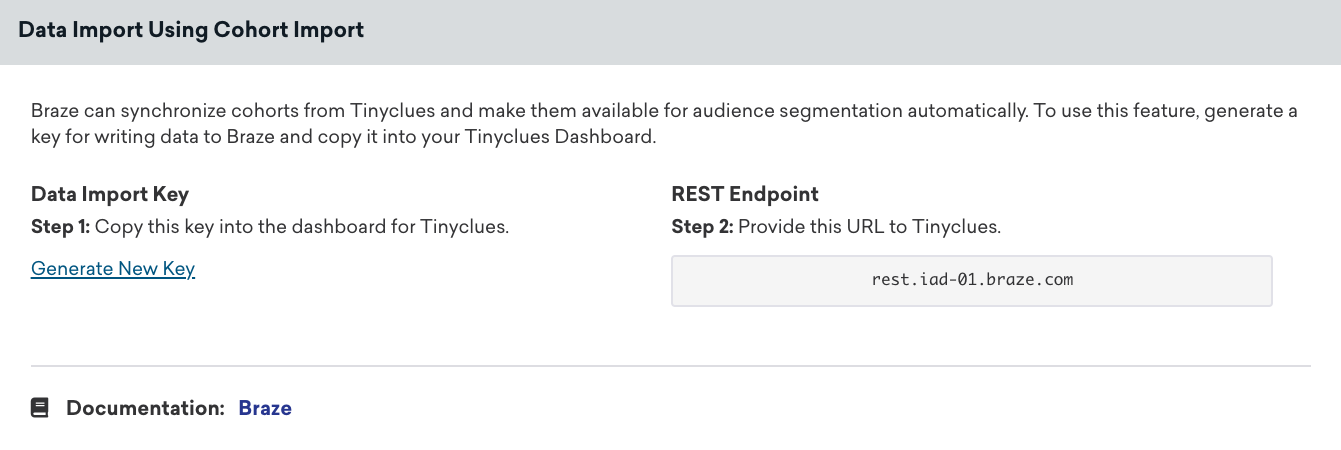 Data Import Using Cohort Import
Braze can synchronize cohorts from Tinyclues and make them available for audience segmentation automatically. To use this feature, generate a
key for writing data to Braze and copy it into your Tinyclues Dashboard.
Data Import Key
Step 1: Copy this key into the dashboard for Tinyclues.
Generate New Key
REST Endpoint
Step 2: Provide this URL to Tinyclues.
rest.iad-01.braze.com
Documentation: Braze